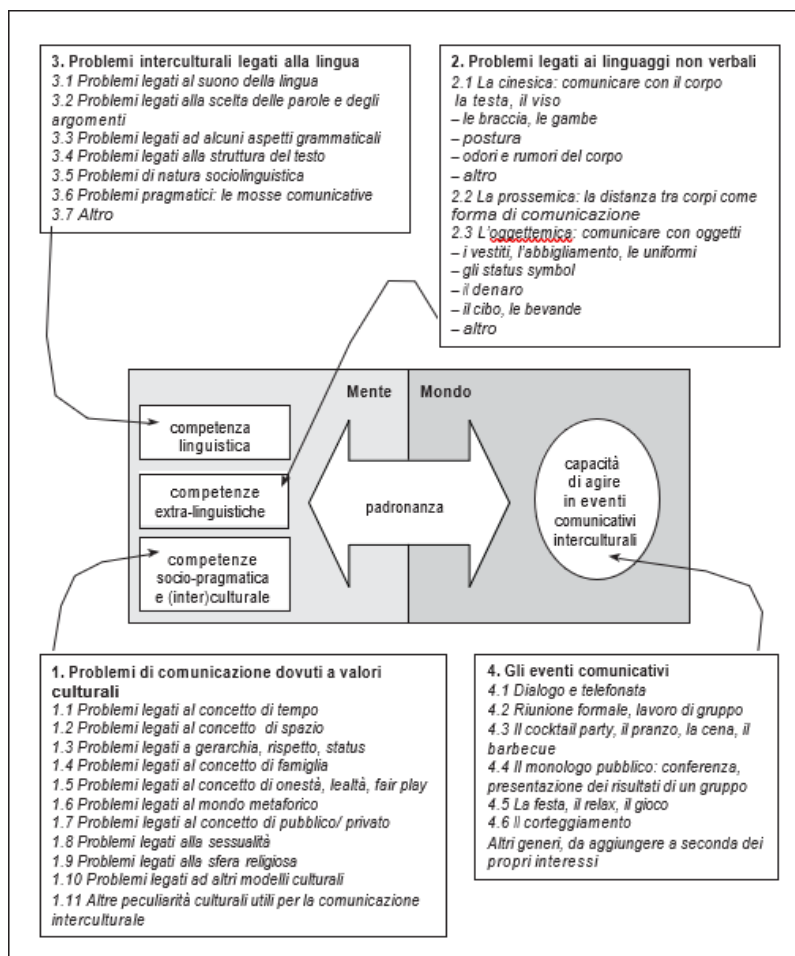 3. Problemi interculturali legati alla lingua
3.1 Problemi legati al suono della lingua
3.2 Problemi legati alla scelta delle parole e degli
argomenti
3.3 Problemi legati ad alcuni aspetti grammaticali
3.4 Problemi legati alla struttura del testo
3.5 Problemi di natura sociolinguistica
3.6 Problemi pragmatici: le mosse comunicative
3.7 Altro
2. Problemi legati ai linguaggi non verbali
2.1 La cinesica: comunicare con il corpo
la testa, il viso
– le braccia, le gambe
– postura
– odori e rumori del corpo
– altro
2.2 La prossemica: la distanza tra corpi come
forma di comunicazione
2.3 L'oggettemica: comunicare con oggetti
– i vestiti, l'abbigliamento, le uniformi
– gli status symbol
– il denaro
– il cibo, le bevande
– altro
Mente
Mondo
competenza
linguistica
competenze
extra-linguistiche
competenze
socio-pragmatica
e (inter)culturale
padronanza
capacità
di agire
in eventi
comunicativi
interculturali
1. Problemi di comunicazione dovuti a valori
culturali
1.1 Problemi legati al concetto di tempo
1.2 Problemi legati al concetto di spazio
1.3 Problemi legati a gerarchia, rispetto, status
1.4 Problemi legati al concetto di famiglia
1.5 Problemi legati al concetto di onestà, lealtà, fair play
1.6 Problemi legati al mondo metaforico
1.7 Problemi legati al concetto di pubblico/ privato
1.8 Problemi legati alla sessualità
1.9 Problemi legati alla sfera religiosa
1.10 Problemi legati ad altri modelli culturali
1.11 Altre peculiarità culturali utili per la comunicazione
interculturale
4. Gli eventi comunicativi
4.1 Dialogo e telefonata
4.2 Riunione formale, lavoro di gruppo
4.3 Il cocktail party, il pranzo, la cena, il
barbecue
4.4 Il monologo pubblico: conferenza,
presentazione dei risultati di un gruppo
4.5 La festa, il relax, il gioco
4.6 Il corteggiamento
Altri generi, da aggiungere a seconda dei
propri interessi